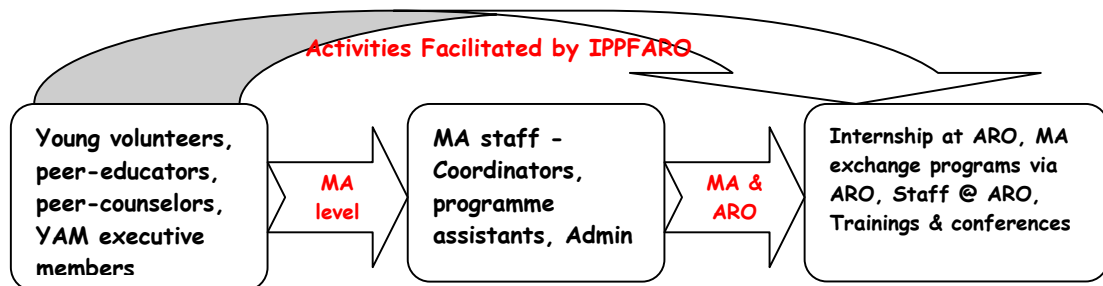 Activities Facilitated by IPPFARO
Young volunteers,
peer-educators,
peer-counselors,
YAM executive
members
MA
level
MA staff -
Coordinators,
programme
assistants, Admin
MA &
ARO
Internship at ARO, MA
exchange programs via
ARO, Staff @ ARO,
Trainings & conferences